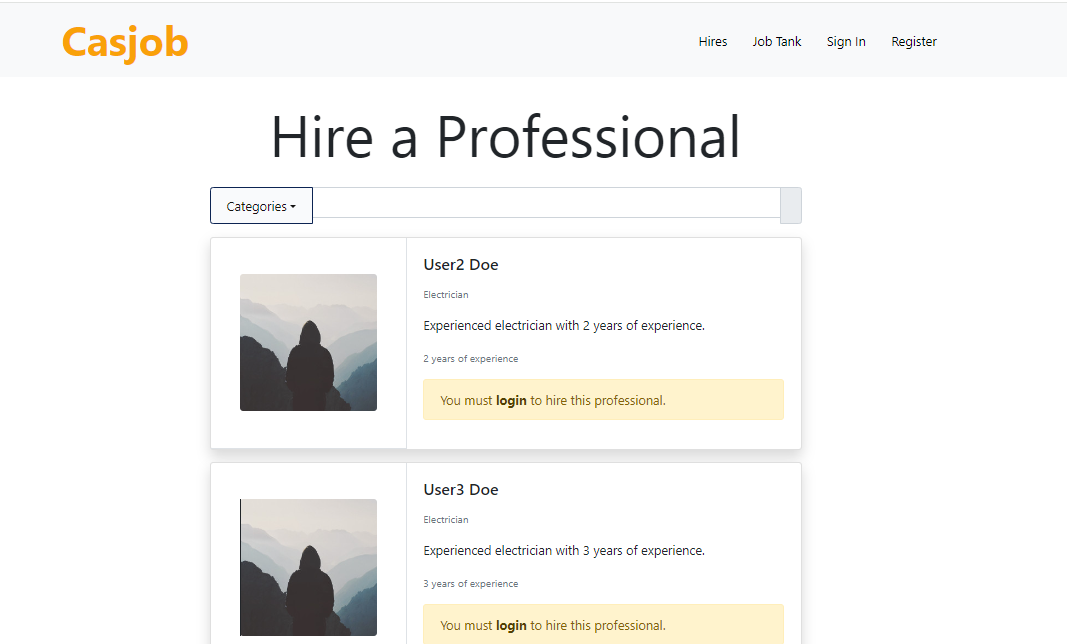 Casjob
Hires Job Tank Sign In Register
Hire a Professional
Categories
User2 Doe
Electrician
Experienced electrician with 2 years of experience.
2 years of experience
You must login to hire this professional.
User3 Doe
Electrician
Experienced electrician with 3 years of experience.
3 years of experience
You must login to hire this professional.